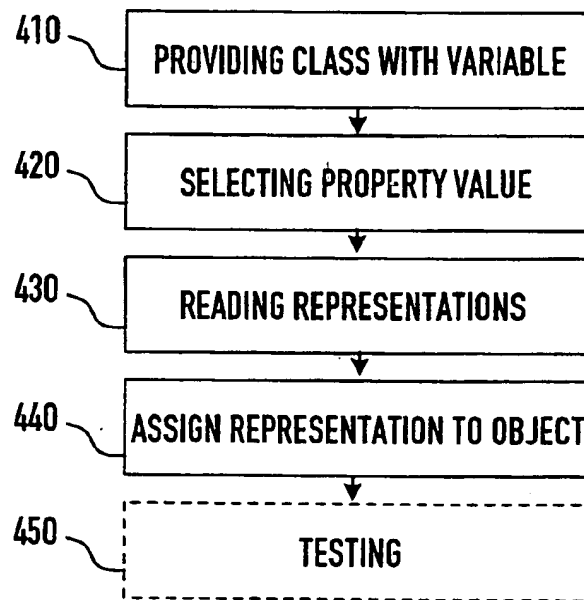 410
PROVIDING CLASS WITH VARIABLE
420
SELECTING PROPERTY VALUE
430
READING REPRESENTATIONS
440
ASSIGN REPRESENTATION TO OBJECT
450
TESTING